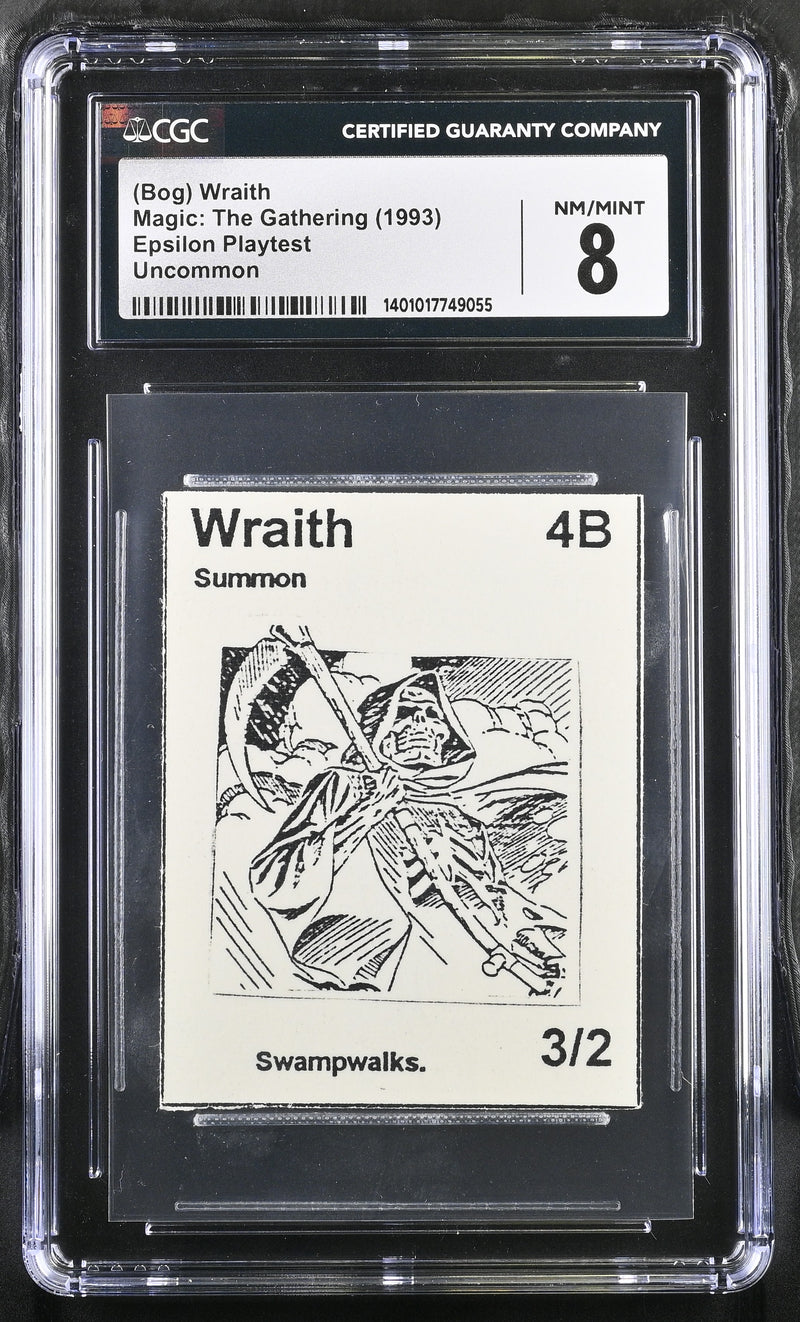 CGC
CERTIFIED GUARANTY COMPANY
(Bog) Wraith
Magic: The Gathering (1993)
Epsilon Playtest
Uncommon
NM/MINT
8
1401017749055
Wraith 4B
Summon
3/2
Swampwalks.